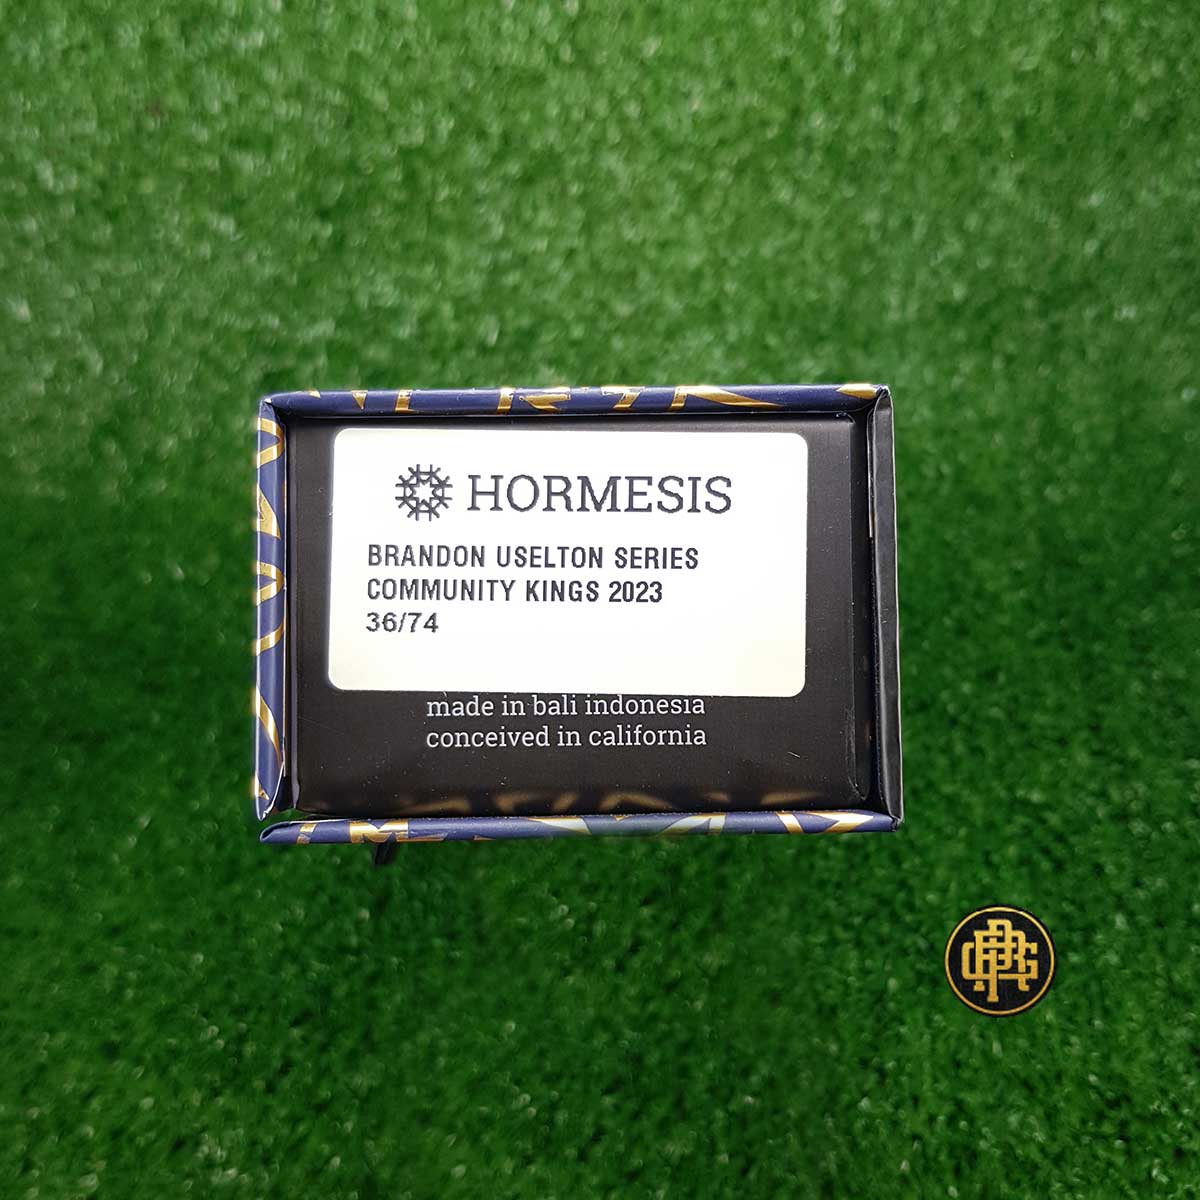 HORMESIS
BRANDON USELTON SERIES
COMMUNITY KINGS 2023
36/74
made in bali indonesia
conceived in california